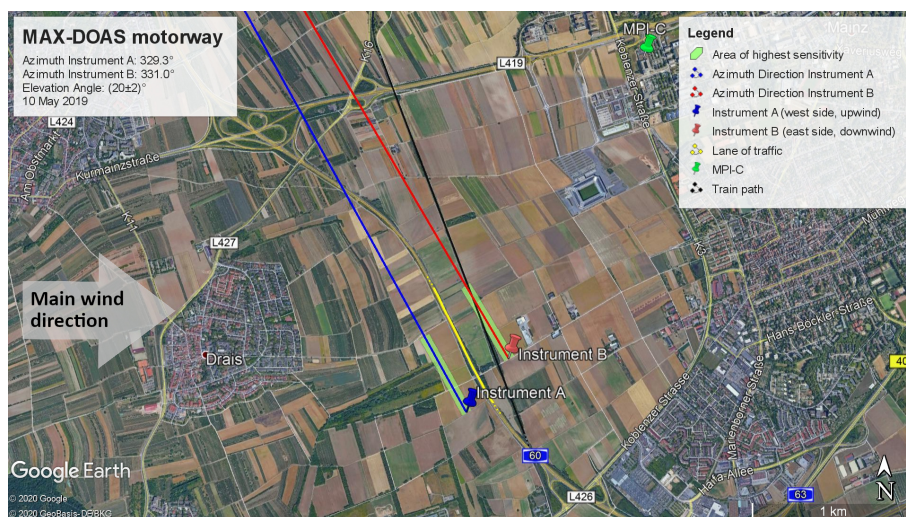 MAX-DOAS motorway
Azimuth Instrument A: 329.3°
Azimuth Instrument B: 331.0°
Elevation Angle: (20±2)°
10 May 2019
Legend
Area of highest sensitivity
Azimuth Direction Instrument A
Azimuth Direction Instrument B
Instrument A (west side, upwind)
Instrument B (east side, downwind)
Lane of traffic
MPI-C
Train path
MPI-C
Mainz
K16
L419
Koblenzer Straße
L424
Am Obstmarkt
Kurmainzstraße
K11
L427
K3
Main wind
direction
Drais
Instrument B
Instrument A
Hans-Böckler-Straße
40
Koblenzer Straße
60
Google Earth
L426
63
© 2020 Google
© 2020 GeoBasis-DE/BKG
1 km
N